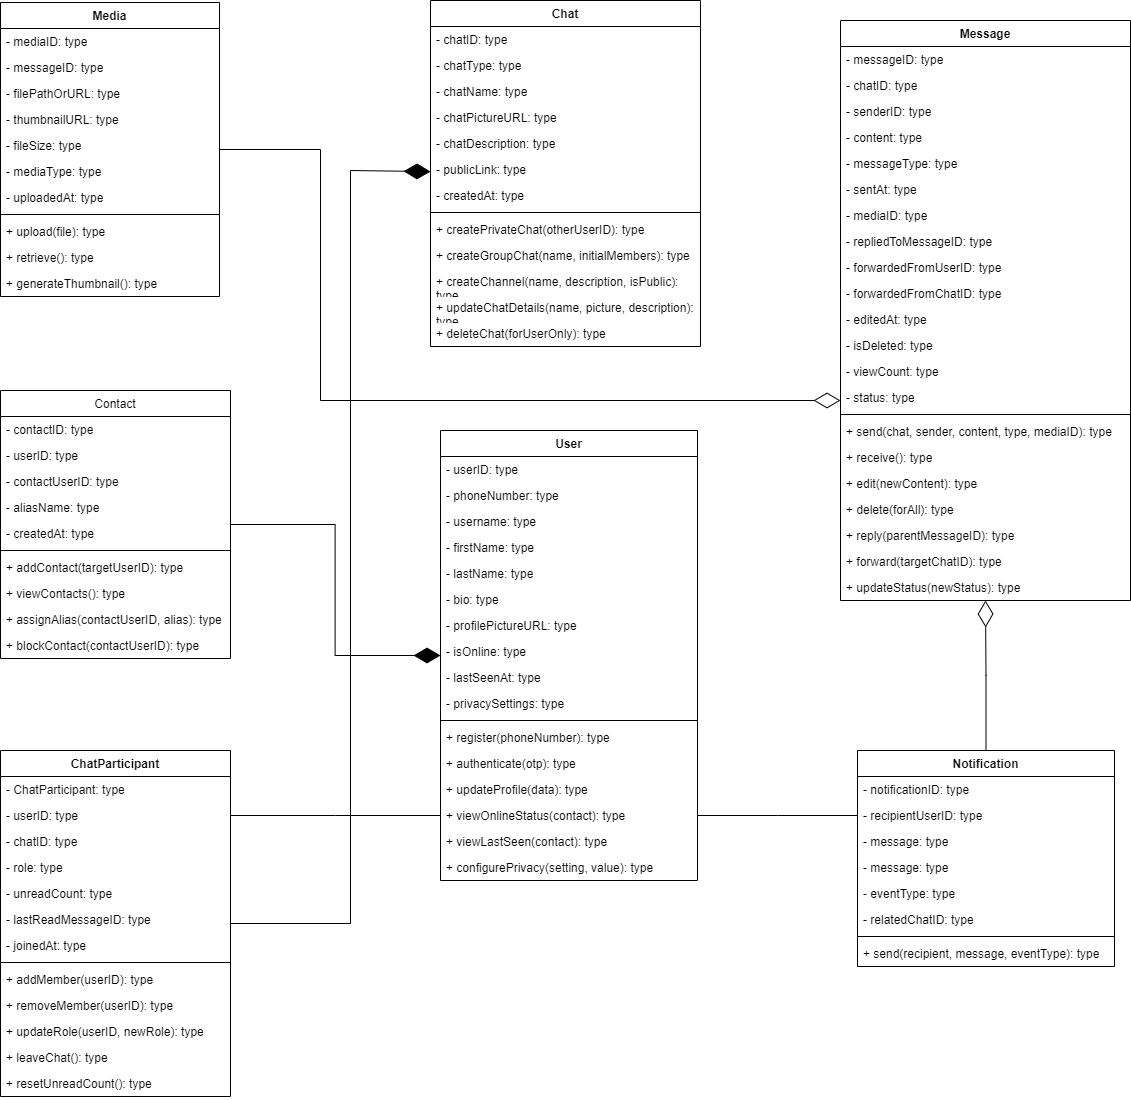 Media
- mediaID: type
- messageID: type
- filePathOrURL: type
- thumbnailURL: type
- fileSize: type
- mediaType: type
- uploadedAt: type
+ upload(file): type
+ retrieve(): type
+ generateThumbnail(): type
Chat
- chatID: type
- chatType: type
- chatName: type
- chatPictureURL: type
- chatDescription: type
- publicLink: type
- createdAt: type
+ createPrivateChat(otherUserID): type
+ createGroupChat(name, initialMembers): type
+ createChannel(name, description, isPublic):
type
+ updateChatDetails(name, picture, description):
type
+ deleteChat(forUserOnly): type
Message
- messageID: type
- chatID: type
- senderID: type
- content: type
- messageType: type
- sentAt: type
- mediaID: type
- repliedToMessageID: type
- forwardedFromUserID: type
- forwardedFromChatID: type
- editedAt: type
- isDeleted: type
- viewCount: type
- status: type
+ send(chat, sender, content, type, mediaID): type
+ receive(): type
+ edit(newContent): type
+ delete(forAll): type
+ reply(parentMessageID): type
+ forward(targetChatID): type
+ updateStatus(newStatus): type
Contact
- contactID: type
- userID: type
- contactUserID: type
- aliasName: type
- createdAt: type
+ addContact(targetUserID): type
+ viewContacts(): type
+ assignAlias(contactUserID, alias): type
+ blockContact(contactUserID): type
User
- userID: type
- phoneNumber: type
- username: type
- firstName: type
- lastName: type
- bio: type
- profilePictureURL: type
- isOnline: type
- lastSeenAt: type
- privacySettings: type
+ register(phoneNumber): type
+ authenticate(otp): type
+ updateProfile(data): type
+ viewOnlineStatus(contact): type
+ viewLastSeen(contact): type
+ configurePrivacy(setting, value): type
ChatParticipant
- ChatParticipant: type
- userID: type
- chatID: type
- role: type
- unreadCount: type
- lastReadMessageID: type
- joinedAt: type
+ addMember(userID): type
+ removeMember(userID): type
+ updateRole(userID, newRole): type
+ leaveChat(): type
+ resetUnreadCount(): type
Notification
- notificationID: type
- recipientUserID: type
- message: type
- message: type
- eventType: type
- relatedChatID: type
+ send(recipient, message, eventType): type